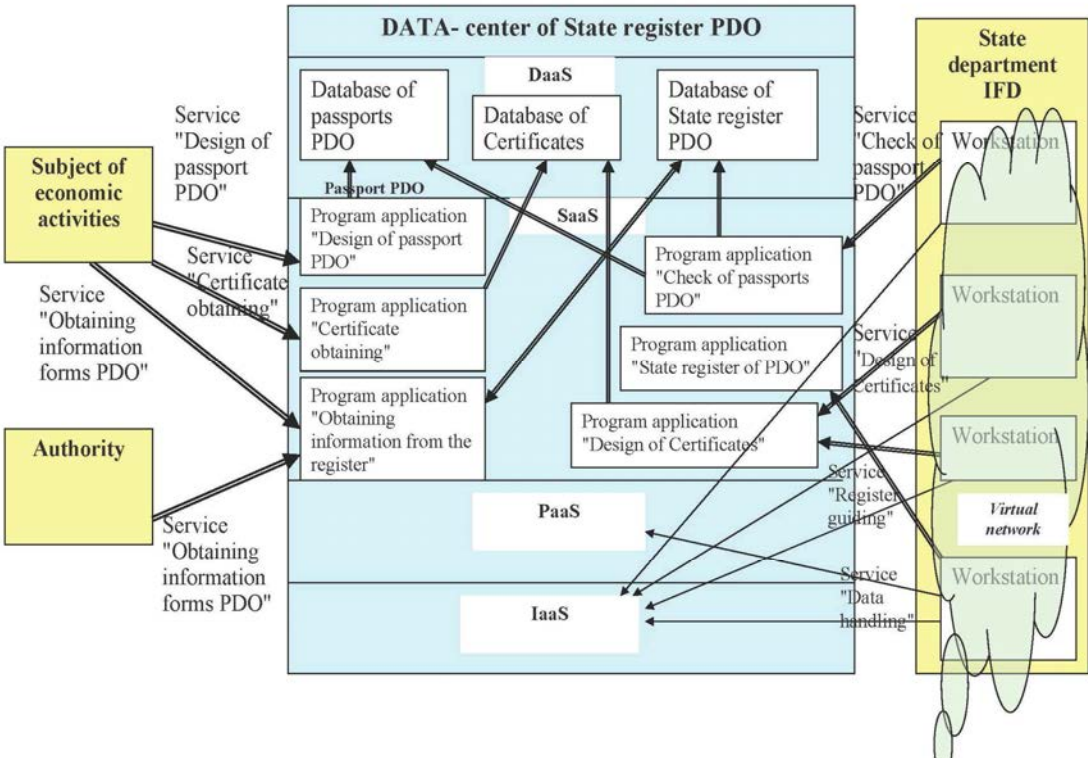 DATA- center of State register PDO
DaaS
Database of
passports
PDO
Database of
Certificates
Database of
State register
PDO
Passport PDO
SaaS
Program application
"Design of passport
PDO"
Program application
"Certificate
obtaining"
Program application
"Obtaining
information from the
register"
Program application
"Check of passports
PDO"
Program application
"State register of PDO"
Program application
"Design of Certificates"
PaaS
IaaS
Subject of
economic
activities
Authority
Service
"Design of
passport
PDO"
Service
"Certificate
obtaining"
Service
"Obtaining
information
forms PDO"
Service
"Obtaining
information
forms PDO"
State
department
IFD
Workstation
Workstation
Workstation
Virtual
network
Workstation
Service
"Check of
passport
PDO"
Service
"Design of
Certificates"
Service
"Register
guiding"
Service
"Data
handling"